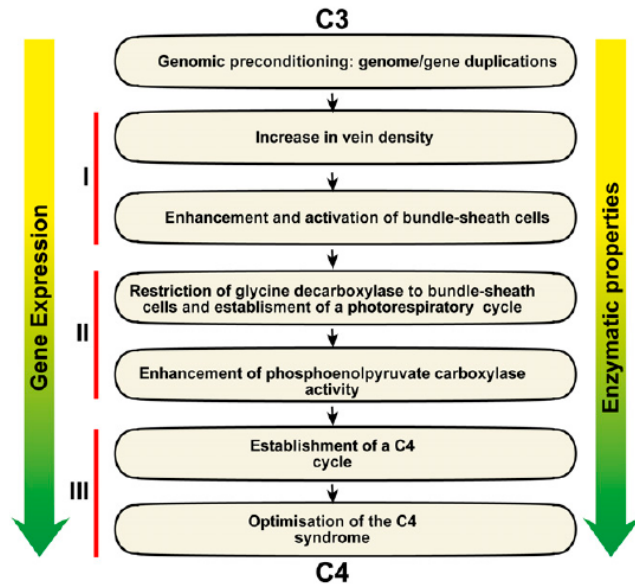 C3
Genomic preconditioning: genome/gene duplications
Increase in vein density
I
Enhancement and activation of bundle-sheath cells
Restriction of glycine decarboxylase to bundle-sheath
cells and establisment of a photorespiratory cycle
II
Enhancement of phosphoenolpyruvate carboxylase
activity
Establishment of a C4
cycle
III
Optimisation of the C4
syndrome
C4
Gene Expression
Enzymatic properties